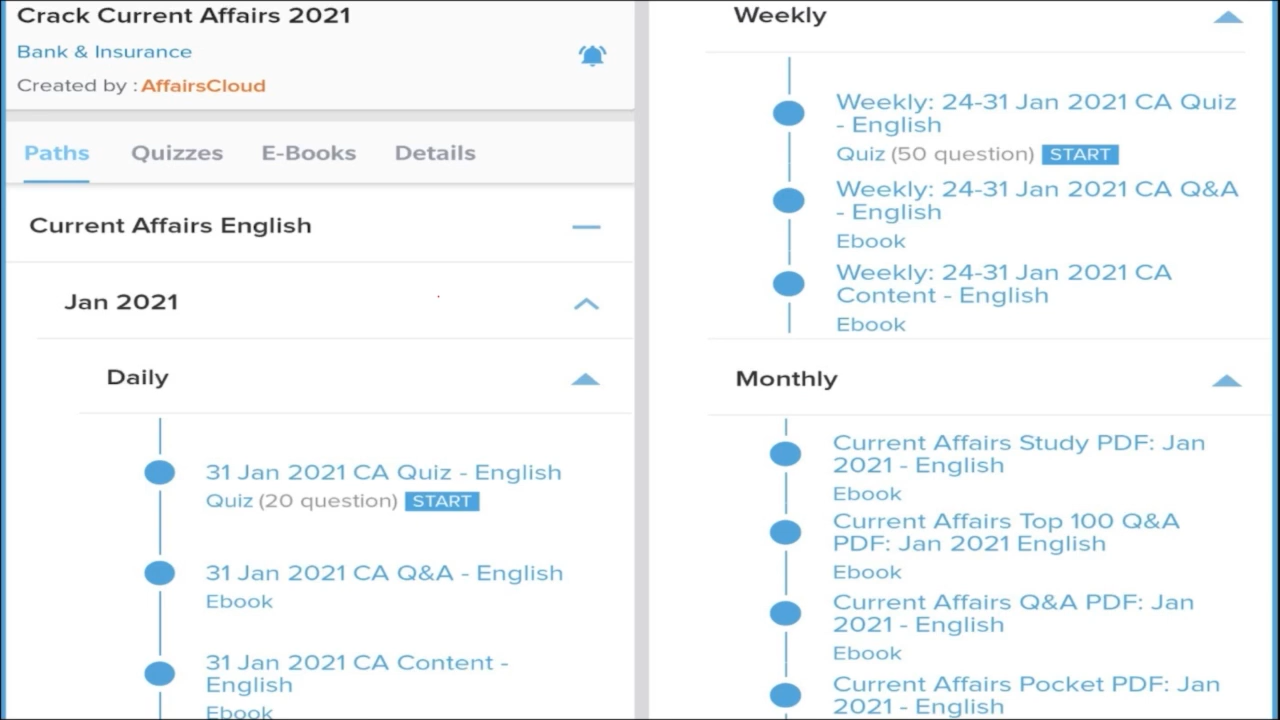 Crack Current Affairs 2021
Bank & Insurance
Created by : AffairsCloud
Paths Quizzes E-Books Details
Current Affairs English
Jan 2021
Daily
31 Jan 2021 CA Quiz - English
Quiz (20 question) START
31 Jan 2021 CA Q&A - English
Ebook
31 Jan 2021 CA Content -
English
Ebook
Weekly
Weekly: 24-31 Jan 2021 CA Quiz
- English
Quiz (50 question) START
Weekly: 24-31 Jan 2021 CA Q&A
- English
Ebook
Weekly: 24-31 Jan 2021 CA
Content - English
Ebook
Monthly
Current Affairs Study PDF: Jan
2021 - English
Ebook
Current Affairs Top 100 Q&A
PDF: Jan 2021 English
Ebook
Current Affairs Q&A PDF: Jan
2021 - English
Ebook
Current Affairs Pocket PDF: Jan
2021 - English